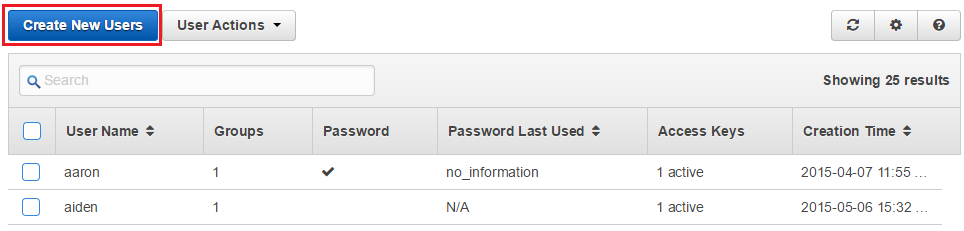 Create New Users User Actions
Search Showing 25 results
User Name Groups Password Password Last Used Access Keys Creation Time
aaron 1 ✔ no_information 1 active 2015-04-07 11:55 ...
aiden 1 N/A 1 active 2015-05-06 15:32 ...